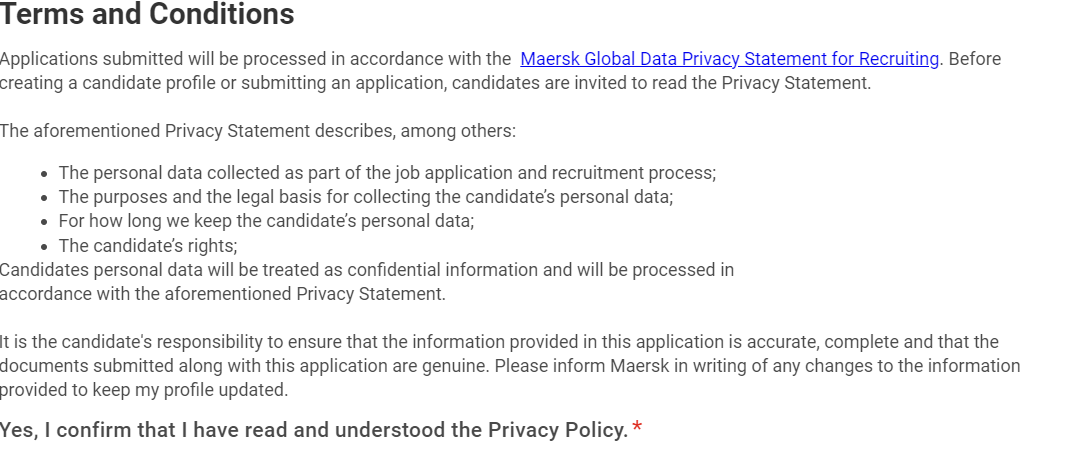 Terms and Conditions
Applications submitted will be processed in accordance with the Maersk Global Data Privacy Statement for Recruiting. Before
creating a candidate profile or submitting an application, candidates are invited to read the Privacy Statement.
The aforementioned Privacy Statement describes, among others:
• The personal data collected as part of the job application and recruitment process;
• The purposes and the legal basis for collecting the candidate’s personal data;
• For how long we keep the candidate’s personal data;
• The candidate’s rights;
Candidates personal data will be treated as confidential information and will be processed in
accordance with the aforementioned Privacy Statement.
It is the candidate's responsibility to ensure that the information provided in this application is accurate, complete and that the
documents submitted along with this application are genuine. Please inform Maersk in writing of any changes to the information
provided to keep my profile updated.
Yes, I confirm that I have read and understood the Privacy Policy.*